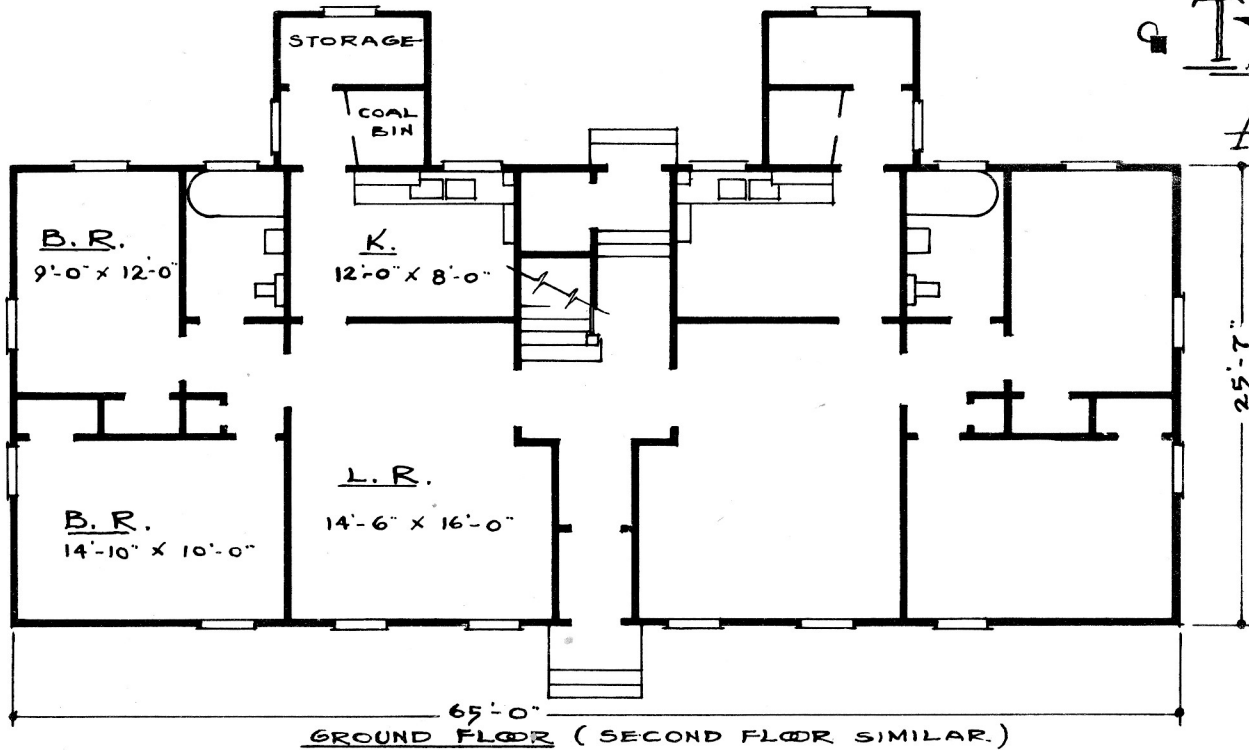 STORAGE
COAL
BIN
B. R.
9'-0" x 12'-0"
K.
12'-0" x 8'-0"
L. R.
14'-6" x 16'-0"
B. R.
14'-10" x 10'-0"
25'-7"
65'-0"
GROUND FLOOR (SECOND FLOOR SIMILAR.)